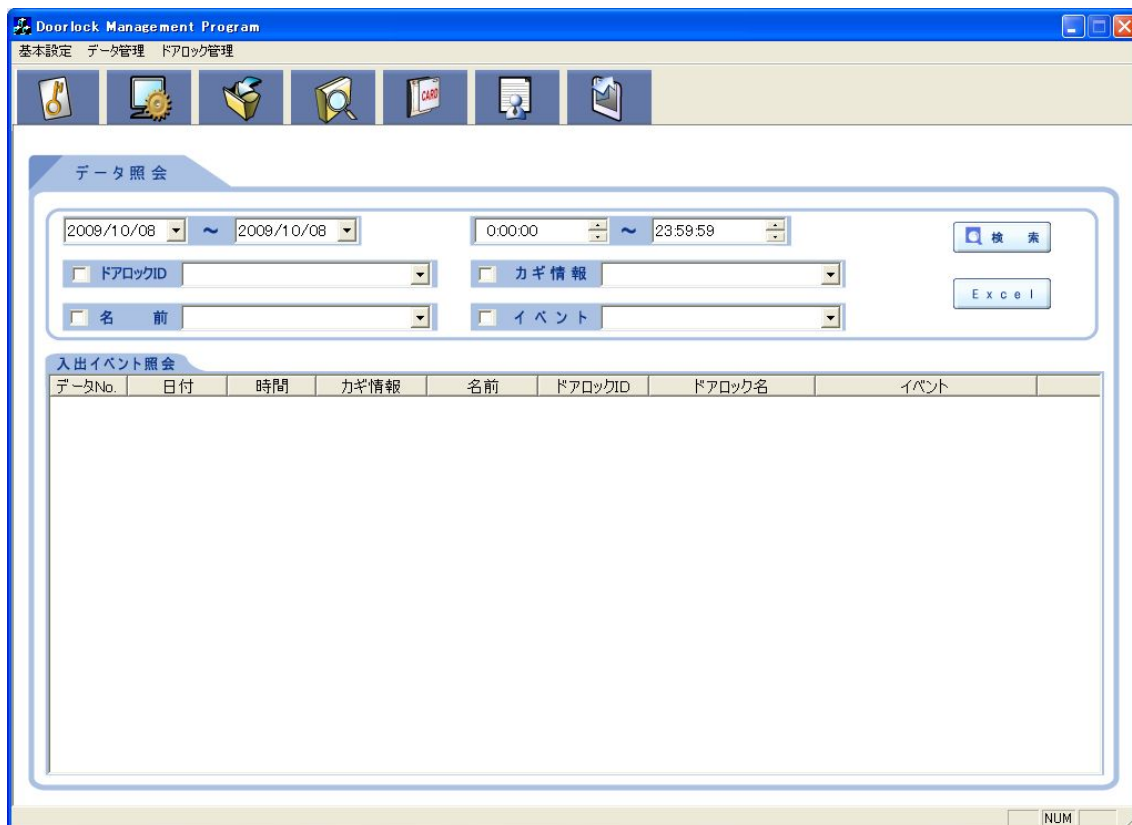 Doorlock Management Program
基本設定 データ管理 ドアロック管理
CARD
データ照会
2009/10/08 ~ 2009/10/08 0:00:00 ~ 23:59:59
検 索
ドアロックID カギ情報
Excel
名 前 イベント
入出イベント照会
データNo. 日付 時間 カギ情報 名前 ドアロックID ドアロック名 イベント
NUM